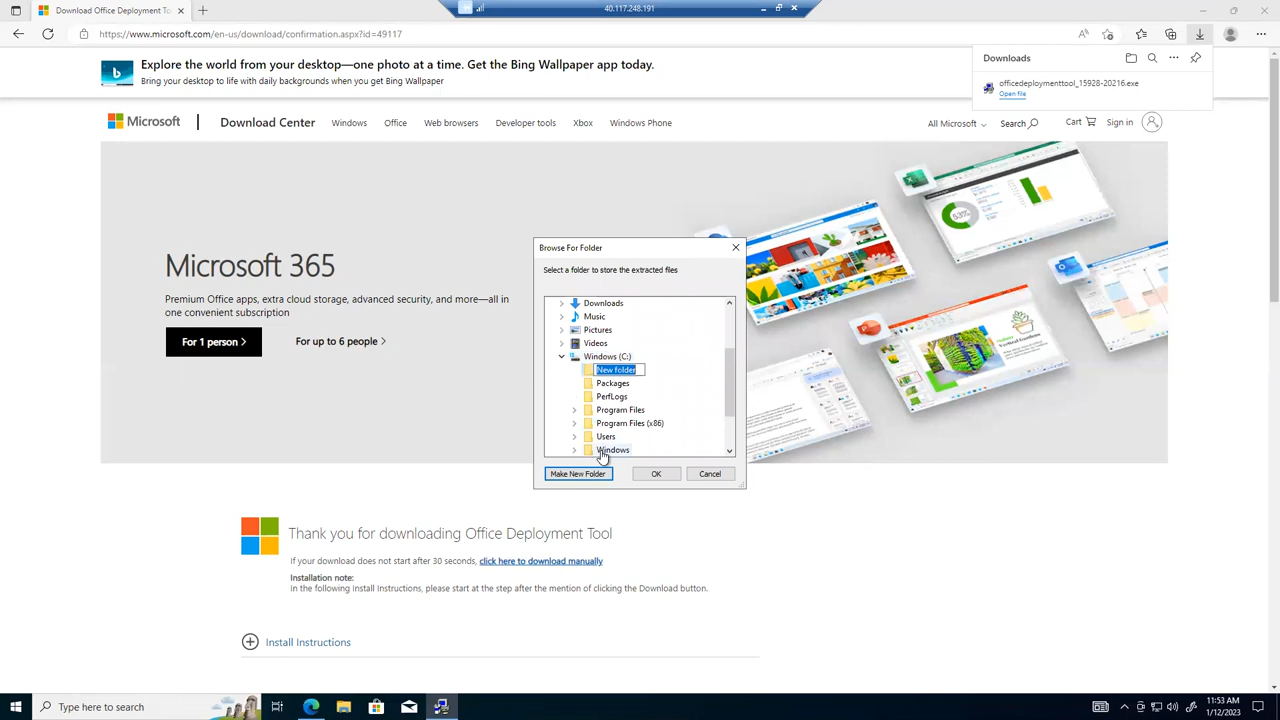 Download Office Deployment To
40.117.248.191
https://www.microsoft.com/en-us/download/confirmation.aspx?id=49117
Explore the world from your desktop—one photo at a time. Get the Bing Wallpaper app today.
Bring your desktop to life with daily backgrounds when you get Bing Wallpaper
Downloads
officedeploymenttool_15928-20216.exe
Open file
Microsoft
Download Center
Windows
Office
Web browsers
Developer tools
Xbox
Windows Phone
All Microsoft
Search
Cart
Sign in
Microsoft 365
Premium Office apps, extra cloud storage, advanced security, and more—all in
one convenient subscription
For 1 person >
For up to 6 people >
53%
Browse For Folder
Select a folder to store the extracted files
Downloads
Music
Pictures
Videos
Windows (C:)
New folder
Packages
PerfLogs
Program Files
Program Files (x86)
Users
Windows
Make New Folder
OK
Cancel
Thank you for downloading Office Deployment Tool
If your download does not start after 30 seconds, click here to download manually
Installation note:
In the following Install Instructions, please start at the step after the mention of clicking the Download button.
Install Instructions
Type here to search
11:53 AM
1/12/2023